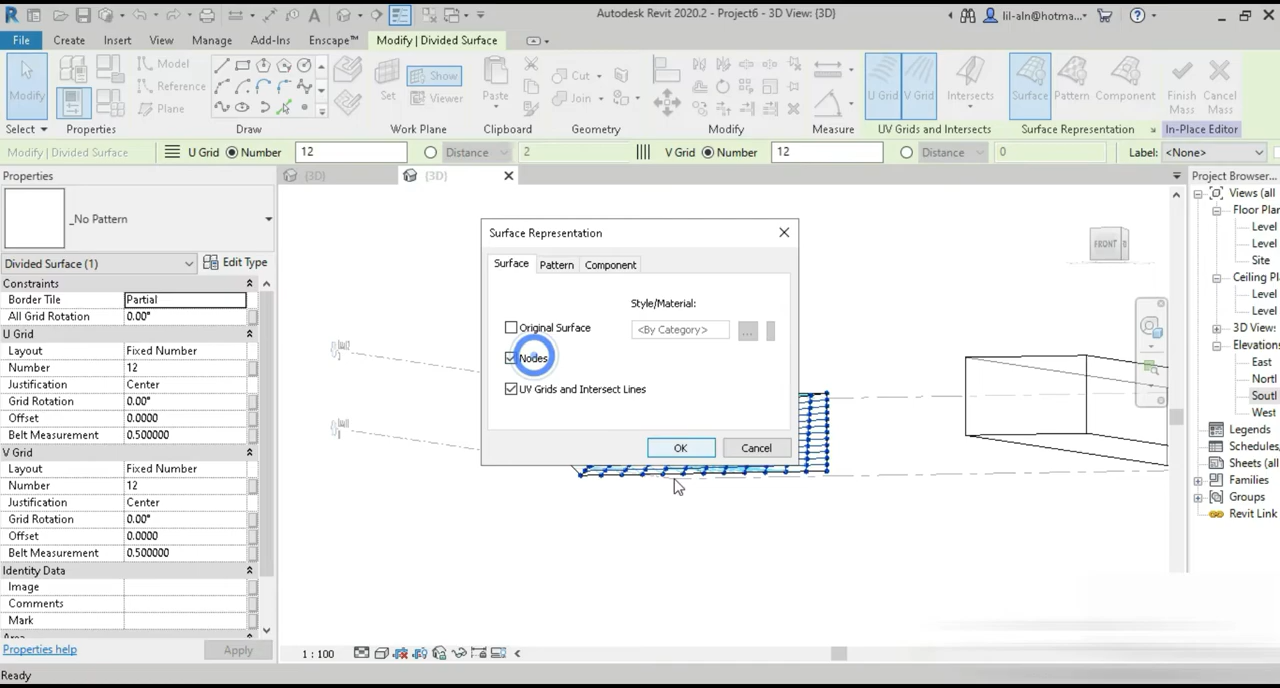 Autodesk Revit 2020.2 - Project6 - 3D View: {3D}
lil-aln@hotma...
File Create Insert View Manage Add-Ins Enscape™ Modify | Divided Surface
Modify
Model
Reference
Plane
Set
Show
Viewer
Paste
Cut
Join
U Grid
V Grid
Intersects
Surface
Pattern
Component
Finish Mass
Cancel Mass
Select Properties Draw Work Plane Clipboard Geometry Modify Measure UV Grids and Intersects Surface Representation In-Place Editor
Modify | Divided Surface U Grid Number 12 Distance 2 V Grid Number 12 Distance 0 Label: <None>
Properties
{3D}
{3D}
Project Browser...
_No Pattern
Divided Surface (1)
Edit Type
Constraints
Border Tile Partial
All Grid Rotation 0.00°
U Grid
Layout Fixed Number
Number 12
Justification Center
Grid Rotation 0.00°
Offset 0.0000
Belt Measurement 0.500000
V Grid
Layout Fixed Number
Number 12
Justification Center
Grid Rotation 0.00°
Offset 0.0000
Belt Measurement 0.500000
Identity Data
Image
Comments
Mark
Area
Properties help
Apply
Surface Representation
Surface Pattern Component
Style/Material:
Original Surface
<By Category>
...
Nodes
UV Grids and Intersect Lines
OK
Cancel
FRONT
Views (all
Floor Plan
Level
Level
Site
Ceiling Pl
Level
Level
3D View:
Elevations
East
North
South
West
Legends
Schedules
Sheets (all
Families
Groups
Revit Link
1 : 100
Ready